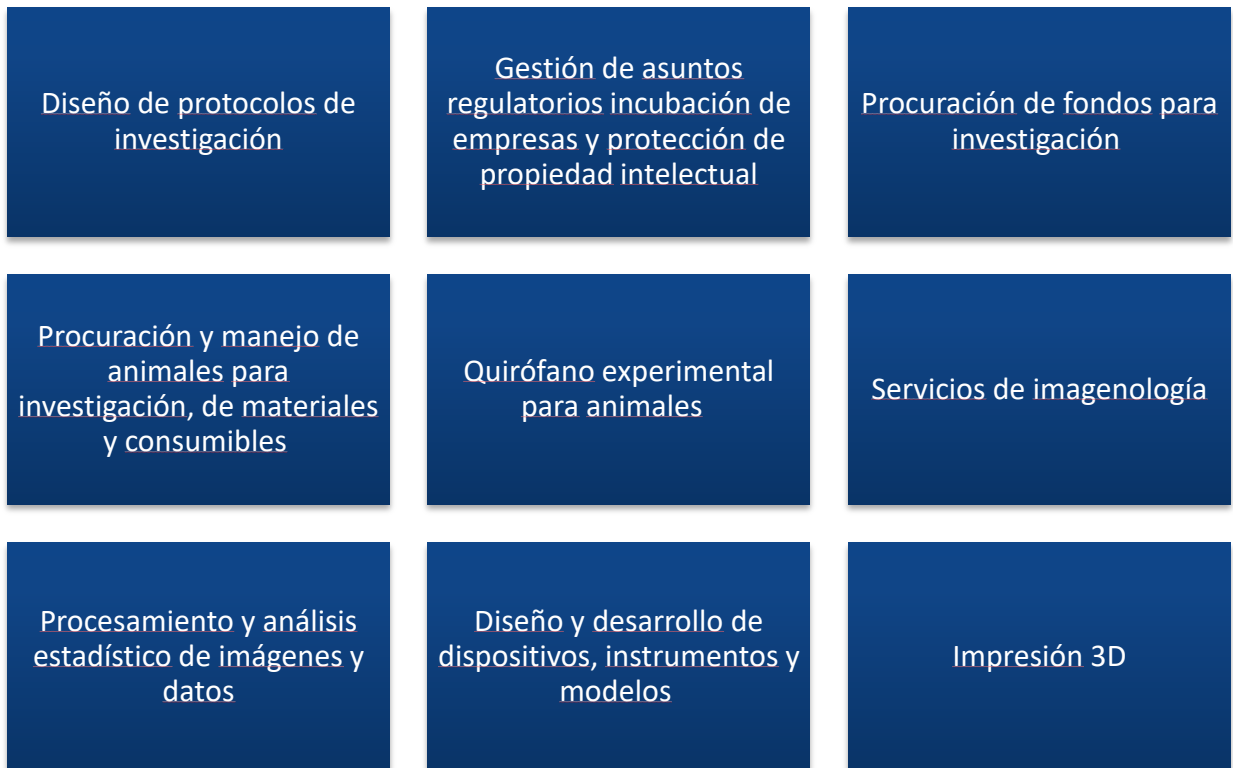 Diseño de protocolos de
investigación
Gestión de asuntos
regulatorios incubación de
empresas y protección de
propiedad intelectual
Procuración de fondos para
investigación
Procuración y manejo de
animales para
investigación, de materiales
y consumibles
Quirófano experimental
para animales
Servicios de imagenología
Procesamiento y análisis
estadístico de imágenes y
datos
Diseño y desarrollo de
dispositivos, instrumentos y
modelos
Impresión 3D